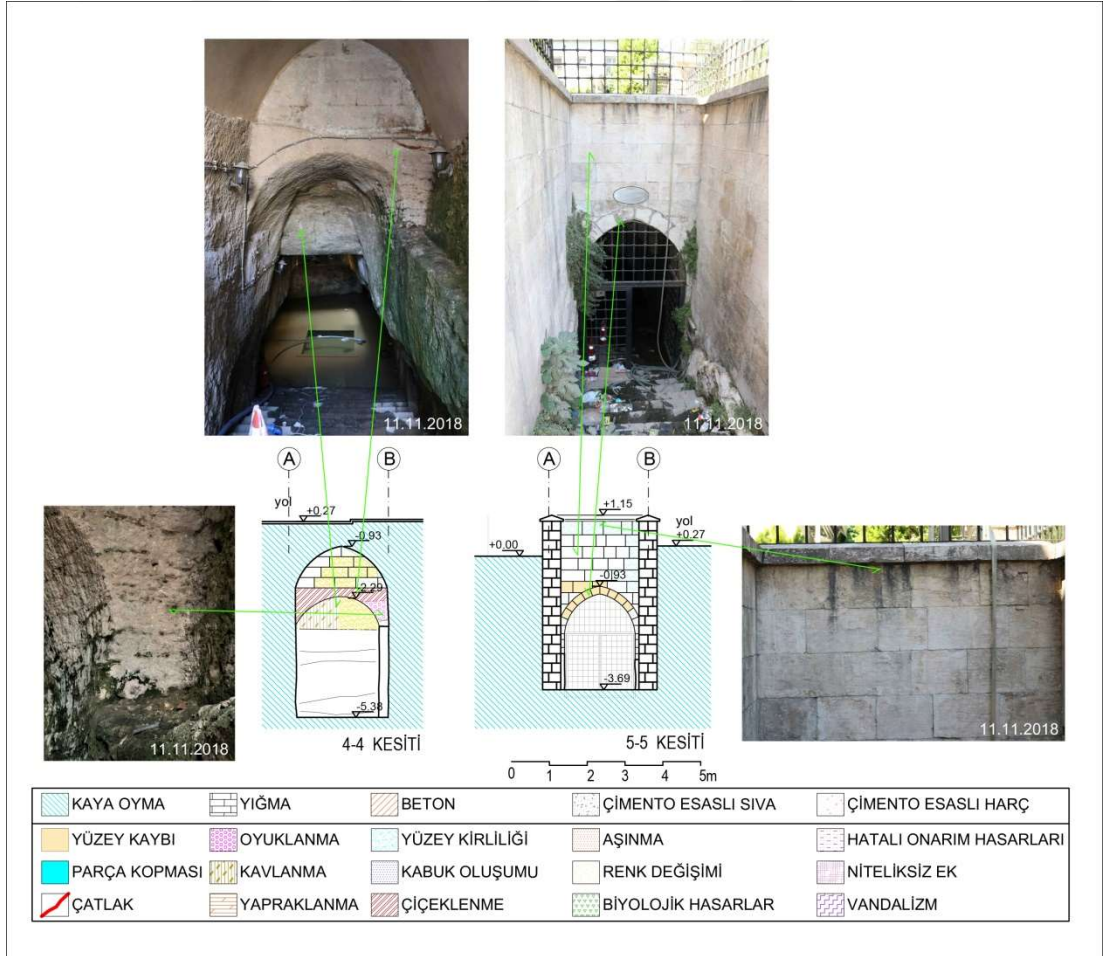 11.11.2018
11.11.2018
A
B
A
B
yol
+0.27
-0.93
-2.20
-5.38
4-4 KESİTİ
+1.15
yol
+0.27
+0.00
-0.93
-3.69
5-5 KESİTİ
11.11.2018
11.11.2018
0 1 2 3 4 5m
KAYA OYMA YIĞMA BETON ÇİMENTO ESASLI SIVA ÇİMENTO ESASLI HARÇ
YÜZEY KAYBI OYUKLANMA YÜZEY KİRLİLİĞİ AŞINMA HATALI ONARIM HASARLARI
PARÇA KOPMASI KAVLANMA KABUK OLUŞUMU RENK DEĞİŞİMİ NİTELİKSİZ EK
ÇATLAK YAPRAKLANMA ÇİÇEKLENME BİYOLOJİK HASARLAR VANDALİZM